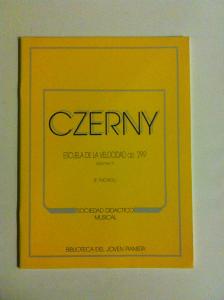 CZERNY
ESCUELA DE LA VELOCIDAD op. 299
SOCIEDAD DIDACTICO
MUSICAL
BIBLIOTECA DEL JOVEN PIANISTA